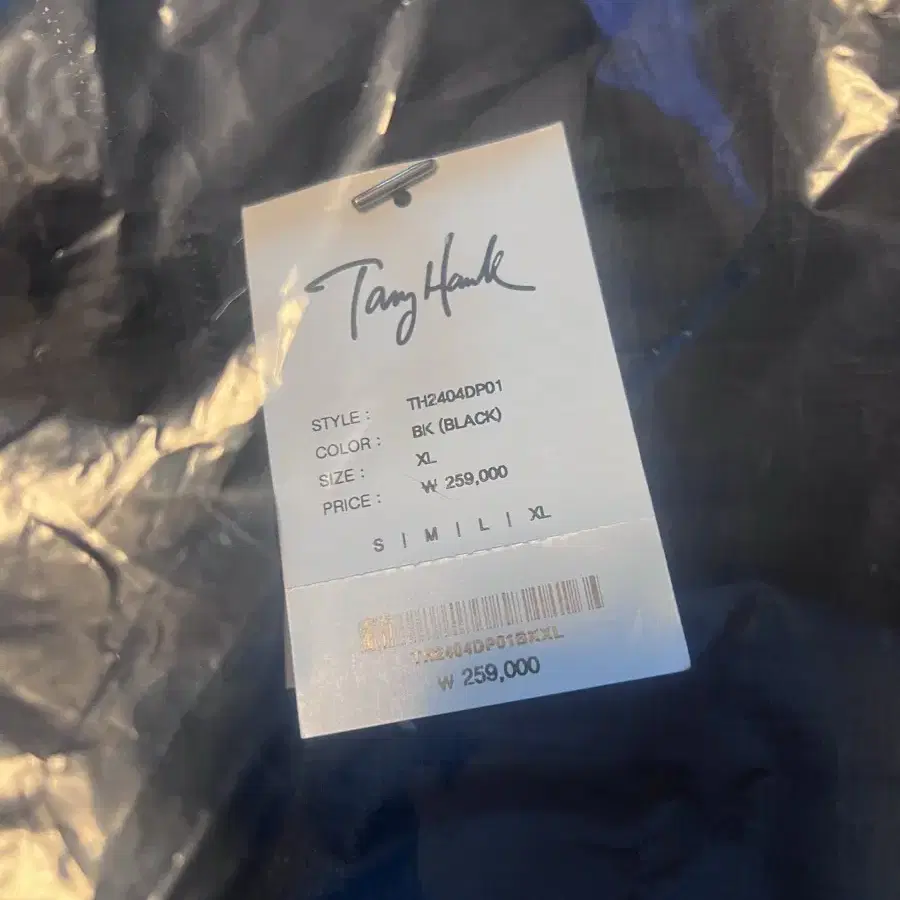 Tony Hawk
STYLE : TH2404DP01
COLOR : BK (BLACK)
SIZE : XL
PRICE : ₩ 259,000
S | M | L | XL
TH2404DP01BKXL
₩ 259,000